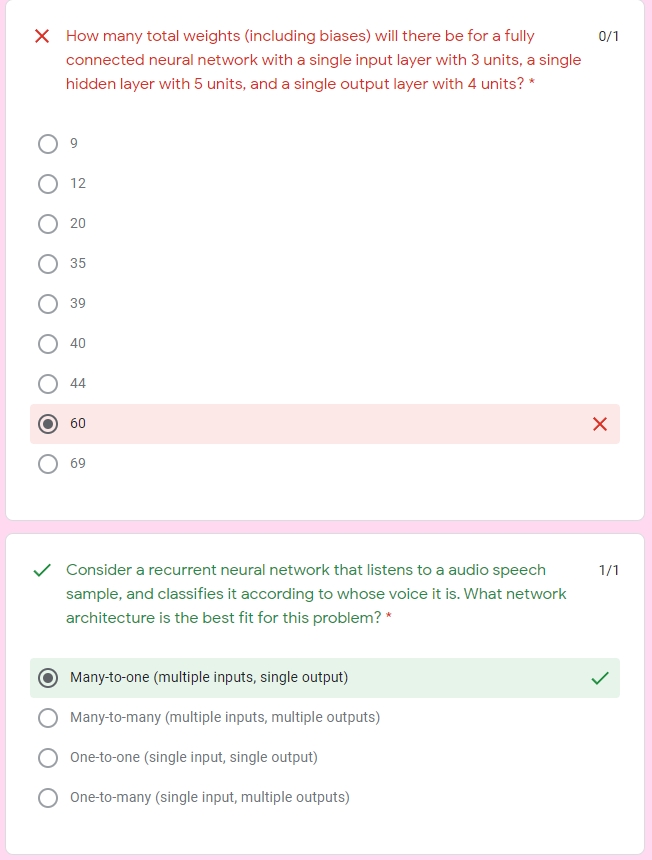 How many total weights (including biases) will there be for a fully 0/1
connected neural network with a single input layer with 3 units, a single
hidden layer with 5 units, and a single output layer with 4 units? *
9
12
20
35
39
40
44
60
69
Consider a recurrent neural network that listens to a audio speech 1/1
sample, and classifies it according to whose voice it is. What network
architecture is the best fit for this problem? *
Many-to-one (multiple inputs, single output)
Many-to-many (multiple inputs, multiple outputs)
One-to-one (single input, single output)
One-to-many (single input, multiple outputs)